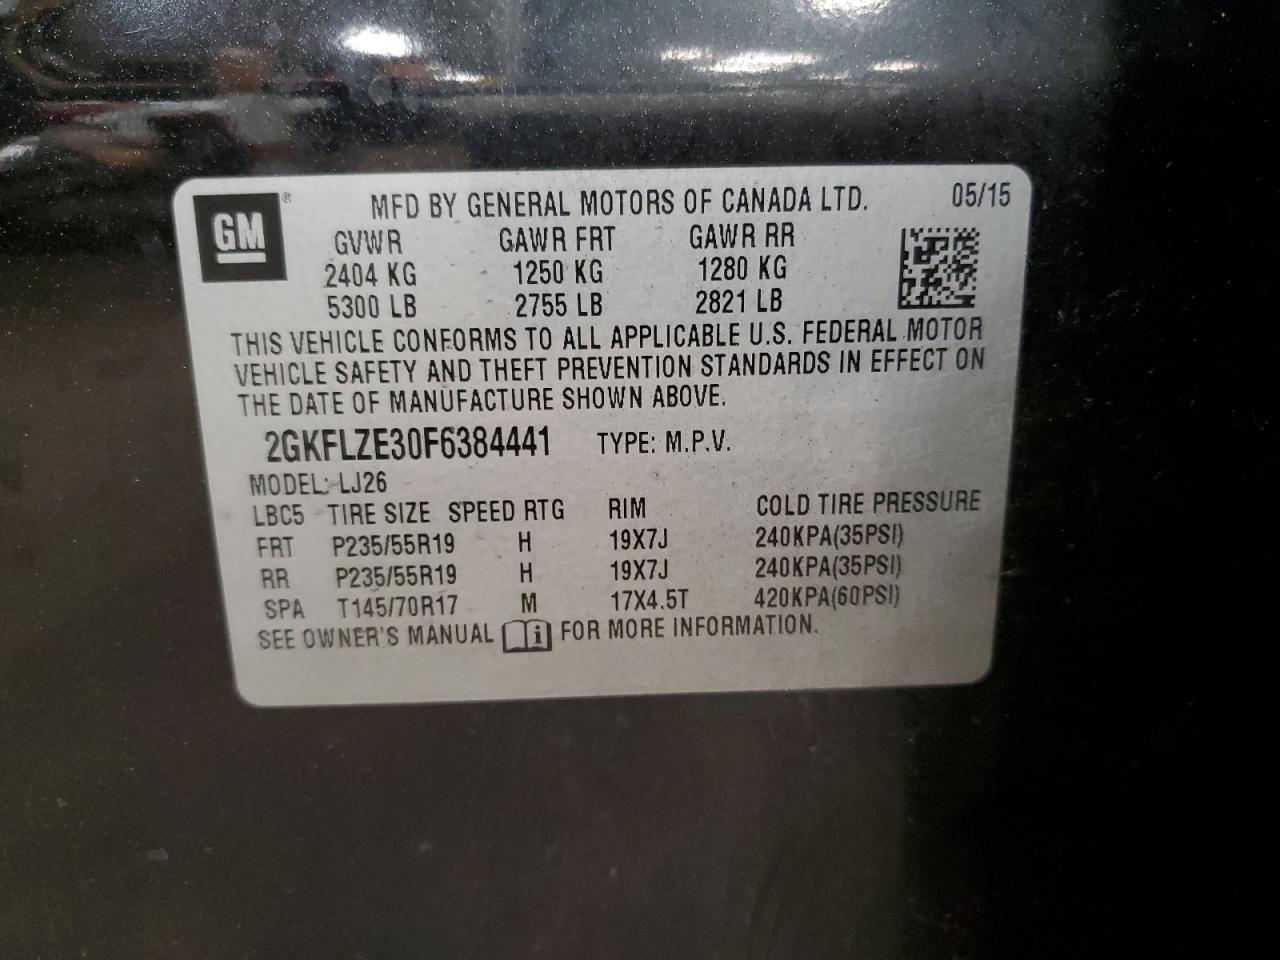 GM ® MFD BY GENERAL MOTORS OF CANADA LTD. 05/15
GVWR GAWR FRT GAWR RR
2404 KG 1250 KG 1280 KG
5300 LB 2755 LB 2821 LB
THIS VEHICLE CONFORMS TO ALL APPLICABLE U.S. FEDERAL MOTOR
VEHICLE SAFETY AND THEFT PREVENTION STANDARDS IN EFFECT ON
THE DATE OF MANUFACTURE SHOWN ABOVE.
2GKFLZE30F6384441 TYPE: M.P.V.
MODEL: LJ26
LBC5 TIRE SIZE SPEED RTG RIM COLD TIRE PRESSURE
FRT P235/55R19 H 19X7J 240KPA(35PSI)
RR P235/55R19 H 19X7J 240KPA(35PSI)
SPA T145/70R17 M 17X4.5T 420KPA(60PSI)
SEE OWNER'S MANUAL i FOR MORE INFORMATION.